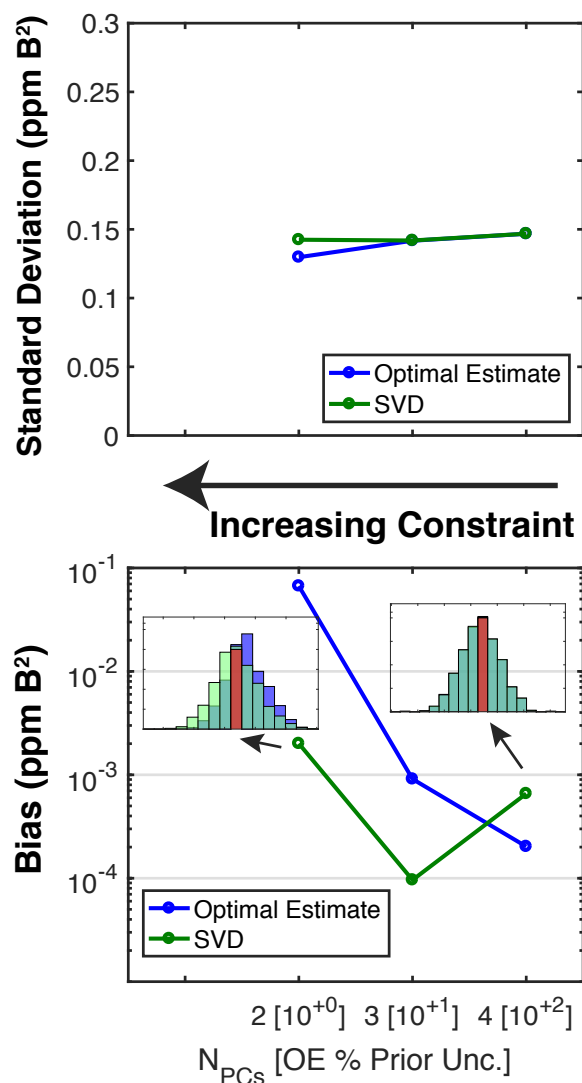 Standard Deviation (ppm B²)
0.3
0.25
0.2
0.15
0.1
0.05
0
Optimal Estimate
SVD
Increasing Constraint
Bias (ppm B²)
10⁻¹
10⁻²
10⁻³
10⁻⁴
Optimal Estimate
SVD
2 [10⁺⁰] 3 [10⁺¹] 4 [10⁺²]
N_PCs [OE % Prior Unc.]